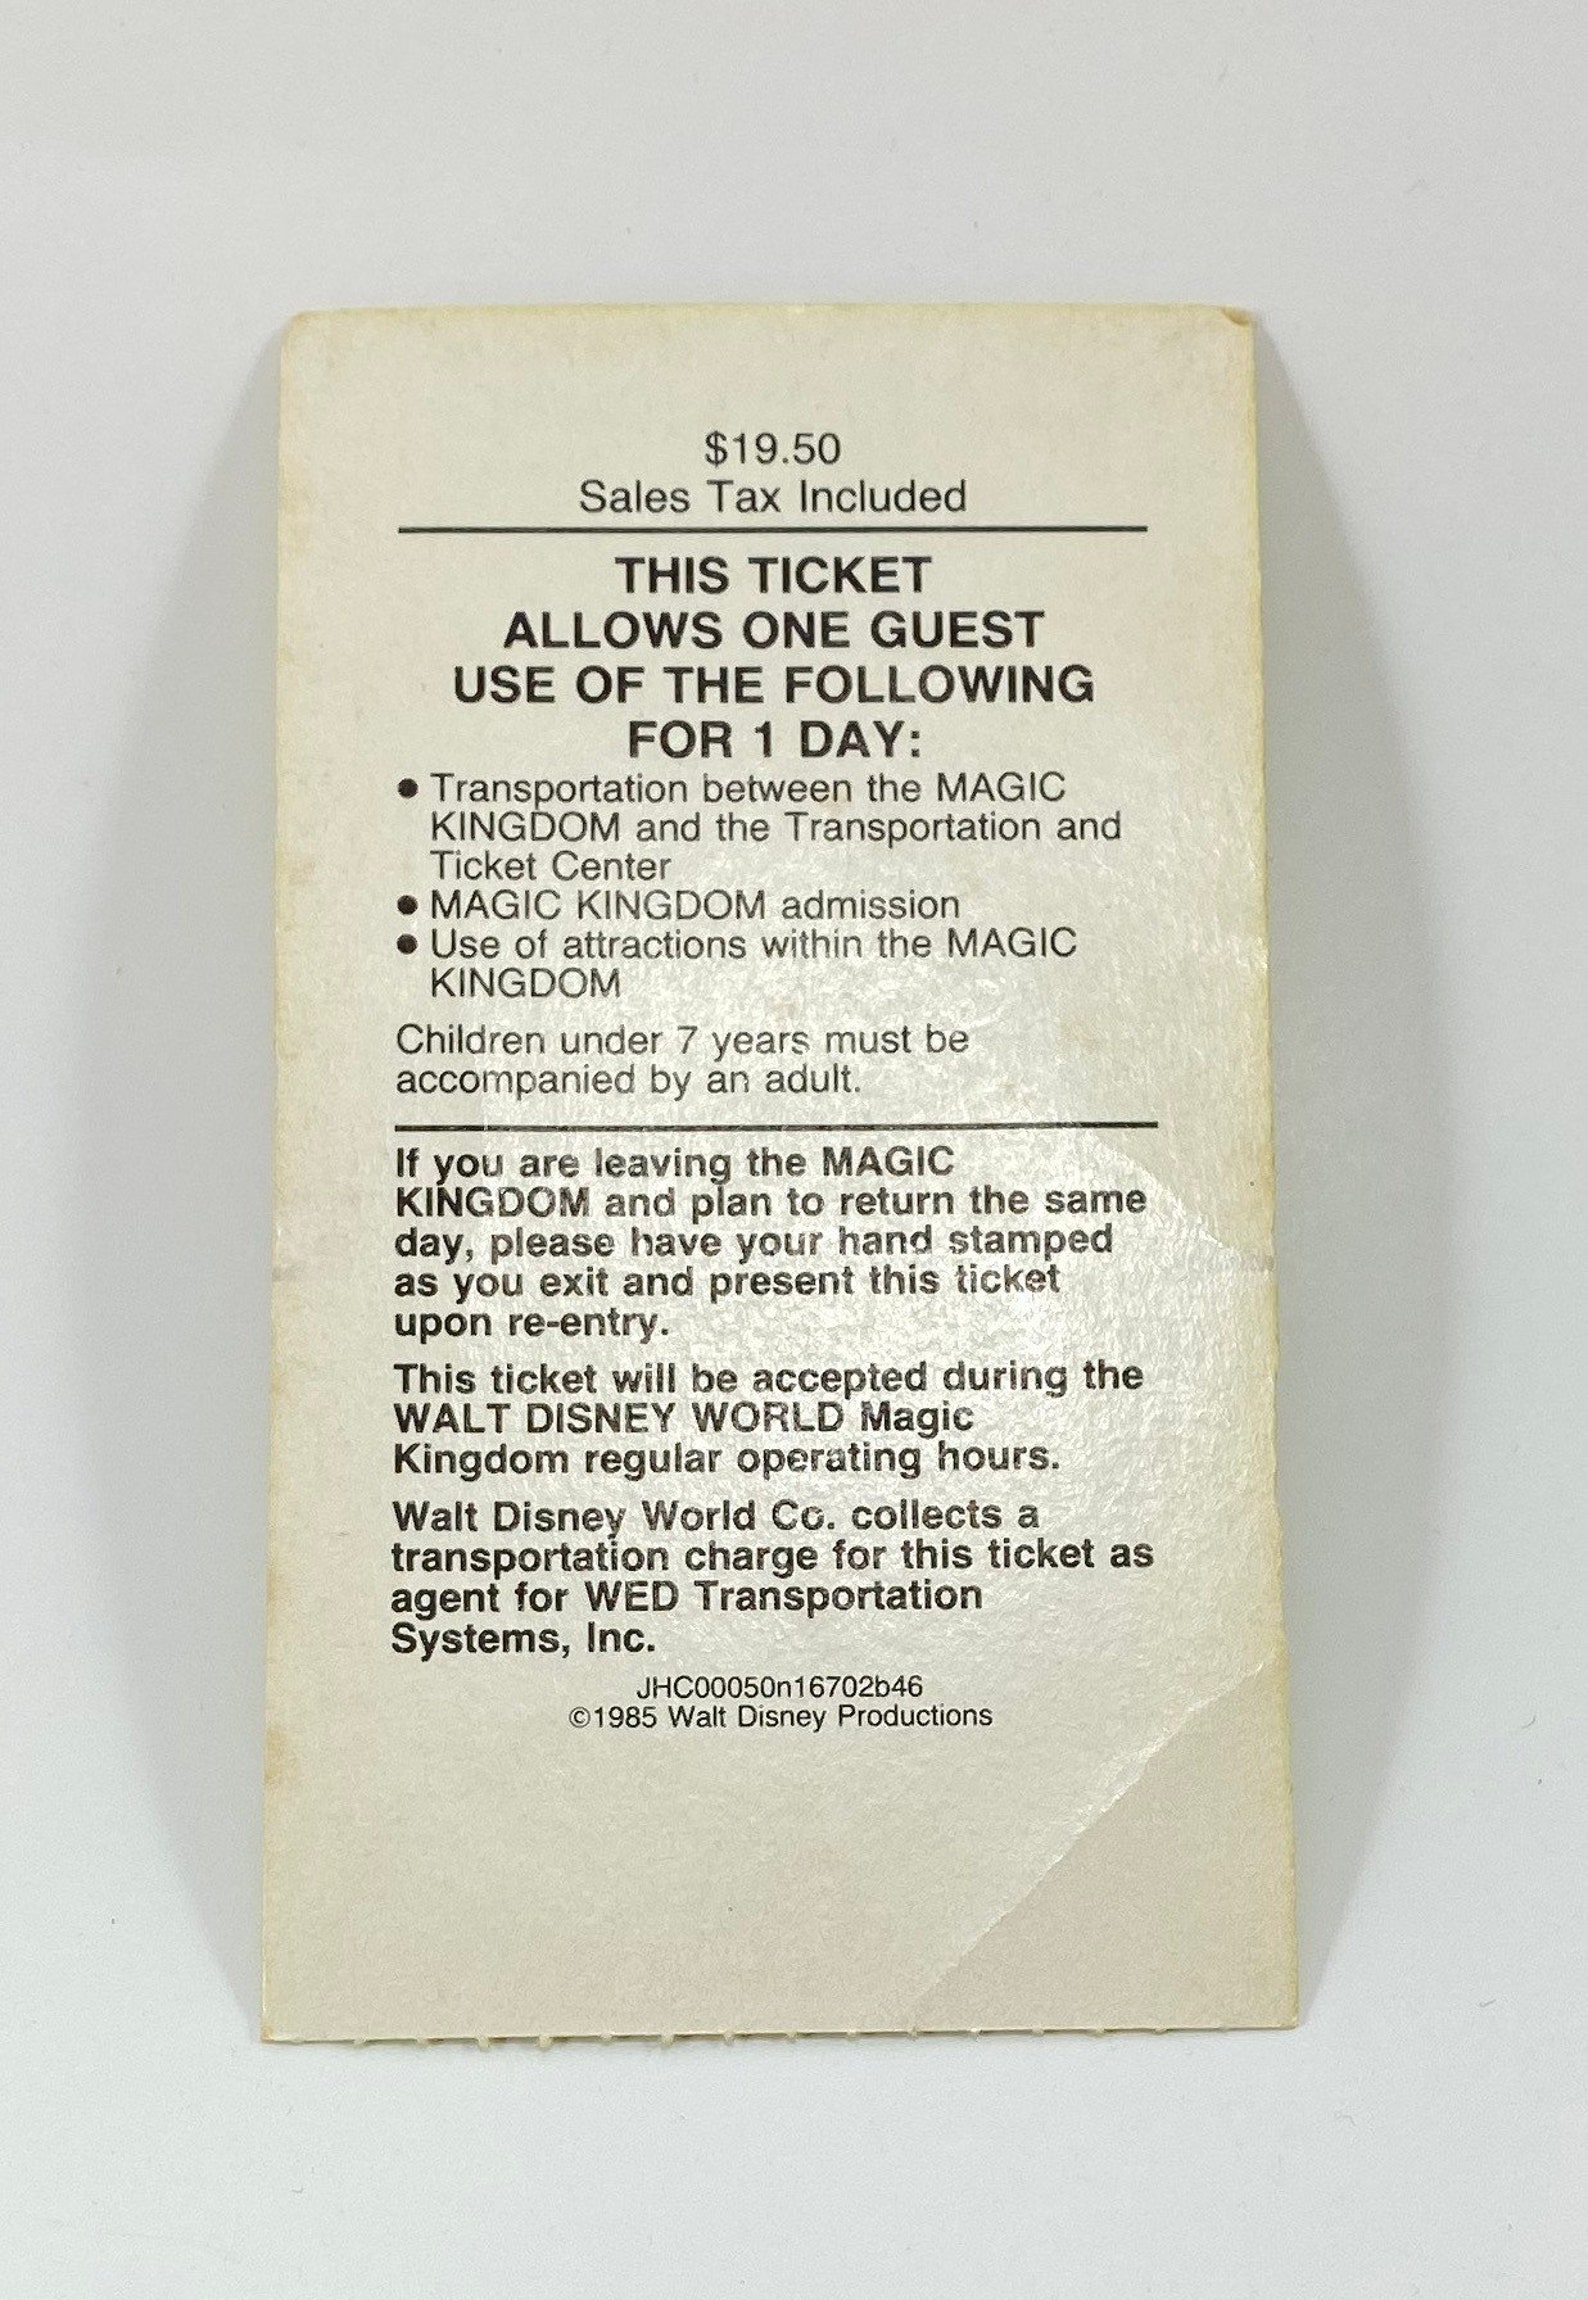 $19.50
Sales Tax Included
THIS TICKET
ALLOWS ONE GUEST
USE OF THE FOLLOWING
FOR 1 DAY:
● Transportation between the MAGIC
KINGDOM and the Transportation and
Ticket Center
● MAGIC KINGDOM admission
● Use of attractions within the MAGIC
KINGDOM
Children under 7 years must be
accompanied by an adult.
If you are leaving the MAGIC
KINGDOM and plan to return the same
day, please have your hand stamped
as you exit and present this ticket
upon re-entry.
This ticket will be accepted during the
WALT DISNEY WORLD Magic
Kingdom regular operating hours.
Walt Disney World Co. collects a
transportation charge for this ticket as
agent for WED Transportation
Systems, Inc.
JHC00050n16702b46
©1985 Walt Disney Productions